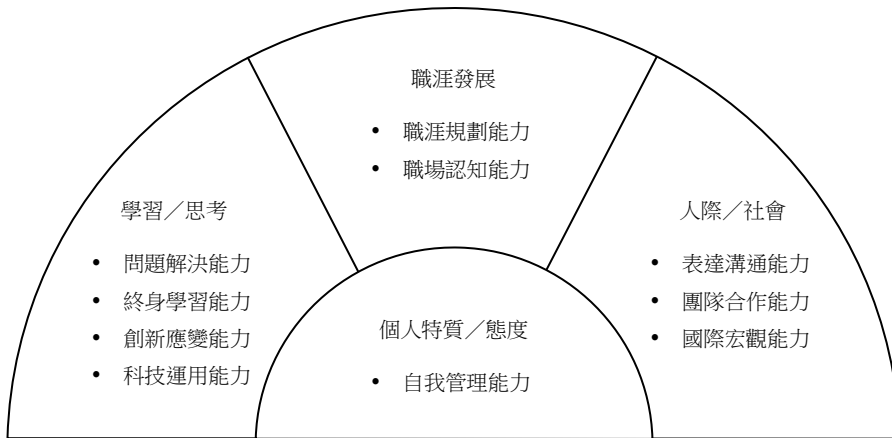 職涯發展
• 職涯規劃能力
• 職場認知能力
學習／思考
• 問題解決能力
• 終身學習能力
• 創新應變能力
• 科技運用能力
人際／社會
• 表達溝通能力
• 團隊合作能力
• 國際宏觀能力
個人特質／態度
• 自我管理能力